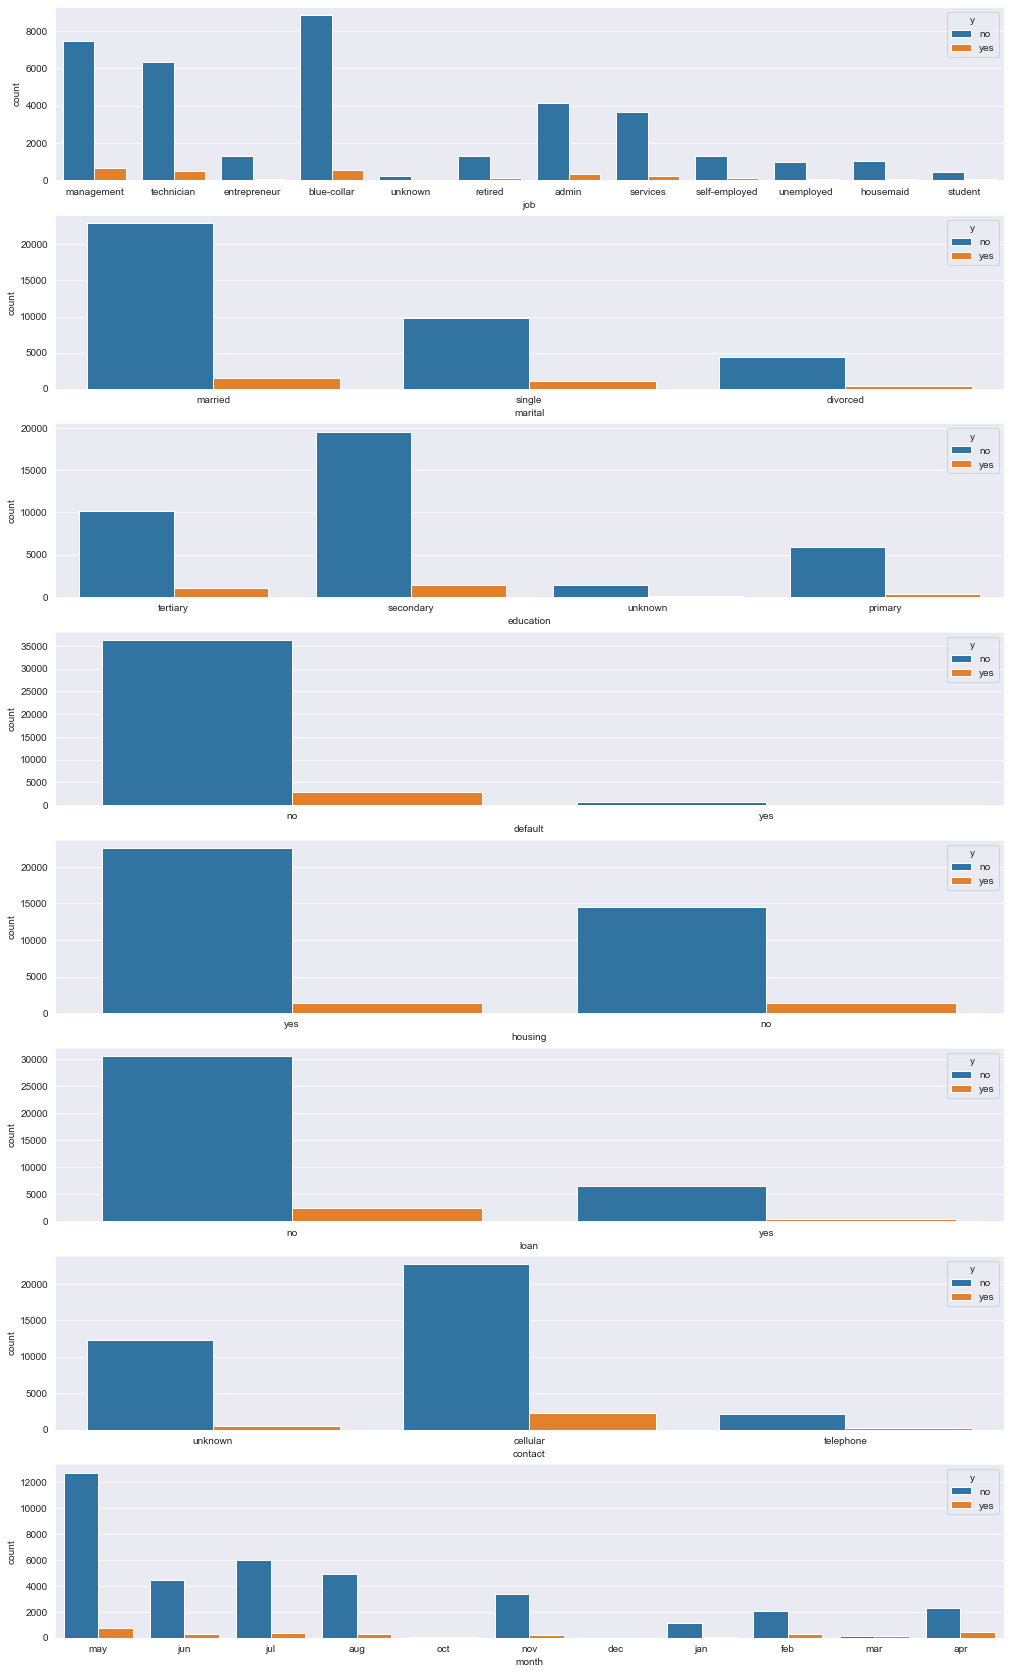 y
no
yes
8000
6000
4000
2000
0
count
management technician entrepreneur blue-collar unknown retired admin services self-employed unemployed housemaid student
job
y
no
yes
20000
15000
10000
5000
0
count
married single divorced
marital
y
no
yes
20000
15000
10000
5000
0
count
tertiary secondary unknown primary
education
y
no
yes
35000
30000
25000
20000
15000
10000
5000
0
count
no yes
default
y
no
yes
20000
15000
10000
5000
0
count
yes no
housing
y
no
yes
30000
25000
20000
15000
10000
5000
0
count
no yes
loan
y
no
yes
20000
15000
10000
5000
0
count
unknown cellular telephone
contact
y
no
yes
12000
10000
8000
6000
4000
2000
0
count
may jun jul aug oct nov dec jan feb mar apr
month